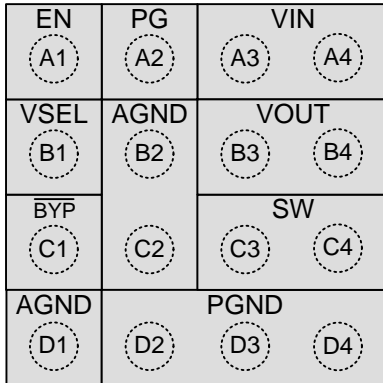 EN PG VIN
A1 A2 A3 A4
VSEL AGND VOUT
B1 B2 B3 B4
BYP SW
C1 C2 C3 C4
AGND PGND
D1 D2 D3 D4